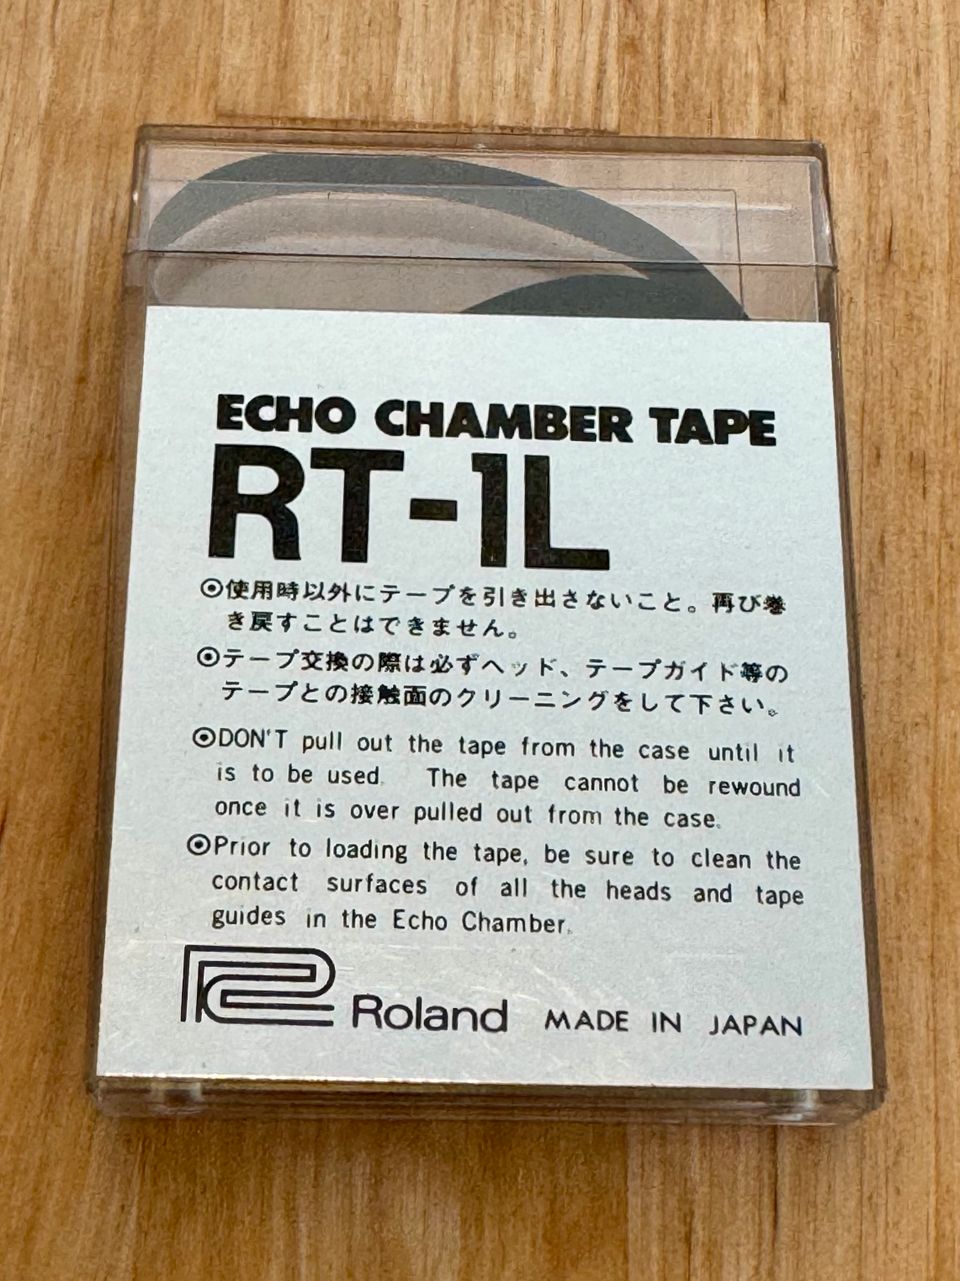 ECHO CHAMBER TAPE
RT-1L
◉使用時以外にテープを引き出さないこと。再び巻
き戻すことはできません。
◉テープ交換の際は必ずヘッド、テープガイド等の
テープとの接触面のクリーニングをして下さい。
◉DON'T pull out the tape from the case until it
is to be used. The tape cannot be rewound
once it is over pulled out from the case.
◉Prior to loading the tape, be sure to clean the
contact surfaces of all the heads and tape
guides in the Echo Chamber.
Roland MADE IN JAPAN